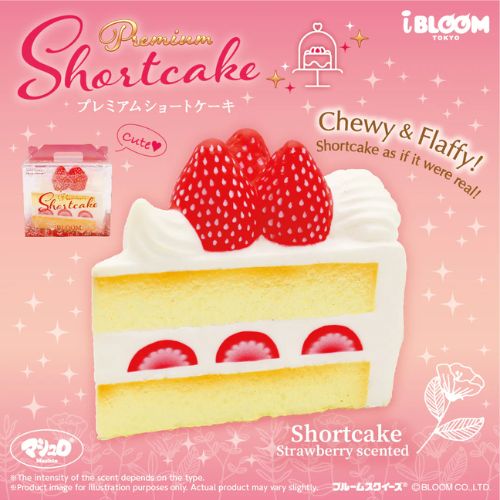 Premium
Shortcake
プレミアムショートケーキ
iBLOOM
TOKYO
Cute♥
Chewy & Flaffy!
Shortcake as if it were real!
Premium
Shortcake
iBLOOM
Shortcake
Strawberry scented
マシュロ
※The intensity of the scent depends on the type.
※Product image for illustration purposes only. Actual product may vary slightly.
ブルームスクイーズ® ©BLOOM CO.,LTD